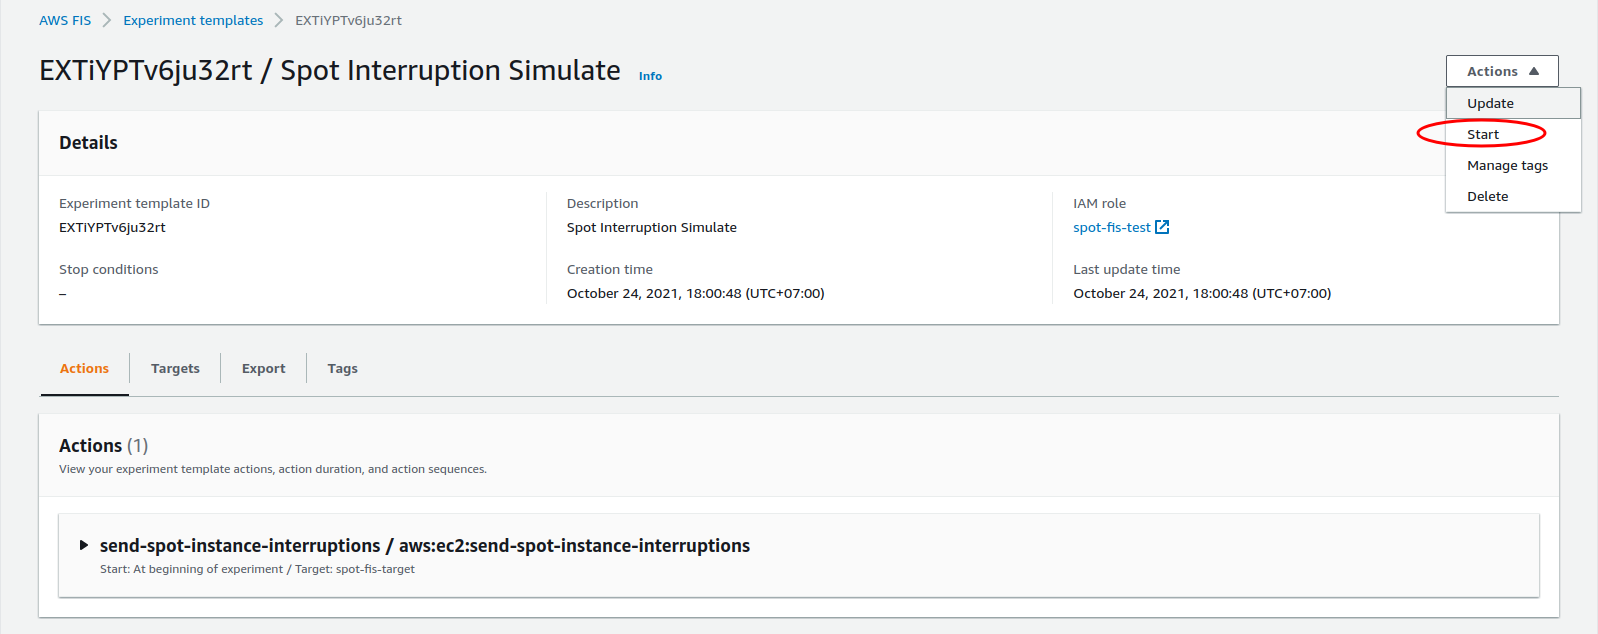 AWS FIS > Experiment templates > EXTiYPTv6ju32rt
EXTiYPTv6ju32rt / Spot Interruption Simulate Info
Actions ▲
Update
Start
Manage tags
Delete
Details
Experiment template ID
EXTiYPTv6ju32rt
Description
Spot Interruption Simulate
IAM role
spot-fis-test
Stop conditions
–
Creation time
October 24, 2021, 18:00:48 (UTC+07:00)
Last update time
October 24, 2021, 18:00:48 (UTC+07:00)
Actions Targets Export Tags
Actions (1)
View your experiment template actions, action duration, and action sequences.
send-spot-instance-interruptions / aws:ec2:send-spot-instance-interruptions
Start: At beginning of experiment / Target: spot-fis-target